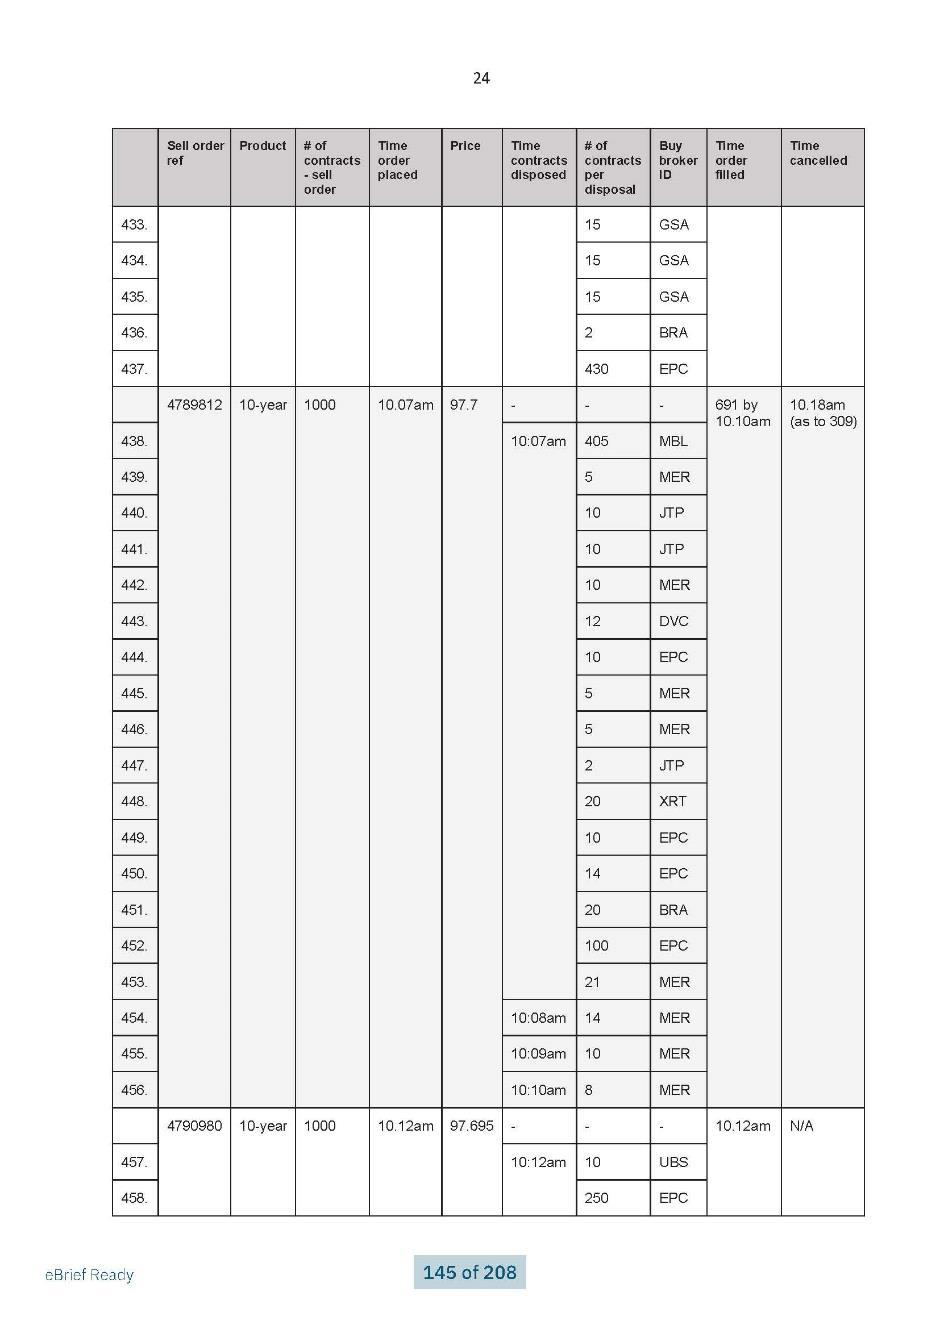 24
Sell order ref | Product | # of contracts - sell order | Time order placed | Price | Time contracts disposed | # of contracts per disposal | Buy broker ID | Time order filled | Time cancelled
433. 15 GSA
434. 15 GSA
435. 15 GSA
436. 2 BRA
437. 430 EPC
4789812 10-year 1000 10.07am 97.7 - - - 691 by 10.10am 10.18am (as to 309)
438. 10:07am 405 MBL
439. 5 MER
440. 10 JTP
441. 10 JTP
442. 10 MER
443. 12 DVC
444. 10 EPC
445. 5 MER
446. 5 MER
447. 2 JTP
448. 20 XRT
449. 10 EPC
450. 14 EPC
451. 20 BRA
452. 100 EPC
453. 21 MER
454. 10:08am 14 MER
455. 10:09am 10 MER
456. 10:10am 8 MER
4790980 10-year 1000 10.12am 97.695 - - - 10.12am N/A
457. 10:12am 10 UBS
458. 250 EPC
eBrief Ready
145 of 208